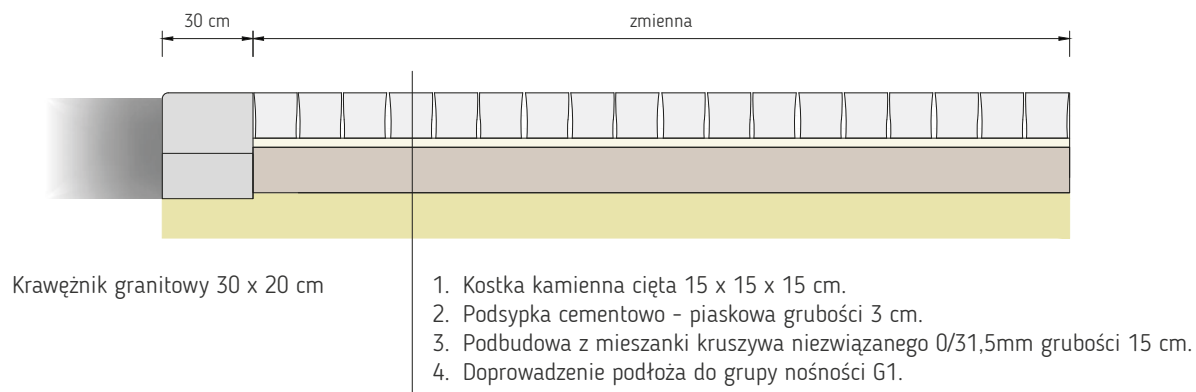 30 cm
zmienna
Krawężnik granitowy 30 x 20 cm
1. Kostka kamienna cięta 15 x 15 x 15 cm.
2. Podsypka cementowo - piaskowa grubości 3 cm.
3. Podbudowa z mieszanki kruszywa niezwiązanego 0/31,5mm grubości 15 cm.
4. Doprowadzenie podłoża do grupy nośności G1.